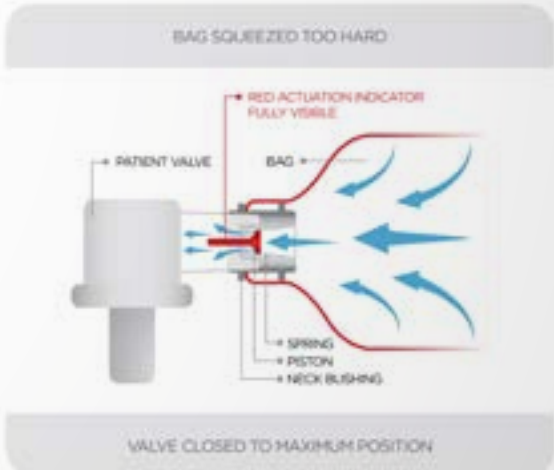 BAG SQUEEZED TOO HARD
RED ACTUATION INDICATOR
FULLY VISIBLE
PATIENT VALVE
BAG
SPRING
PISTON
NECK BUSHING
VALVE CLOSED TO MAXIMUM POSITION